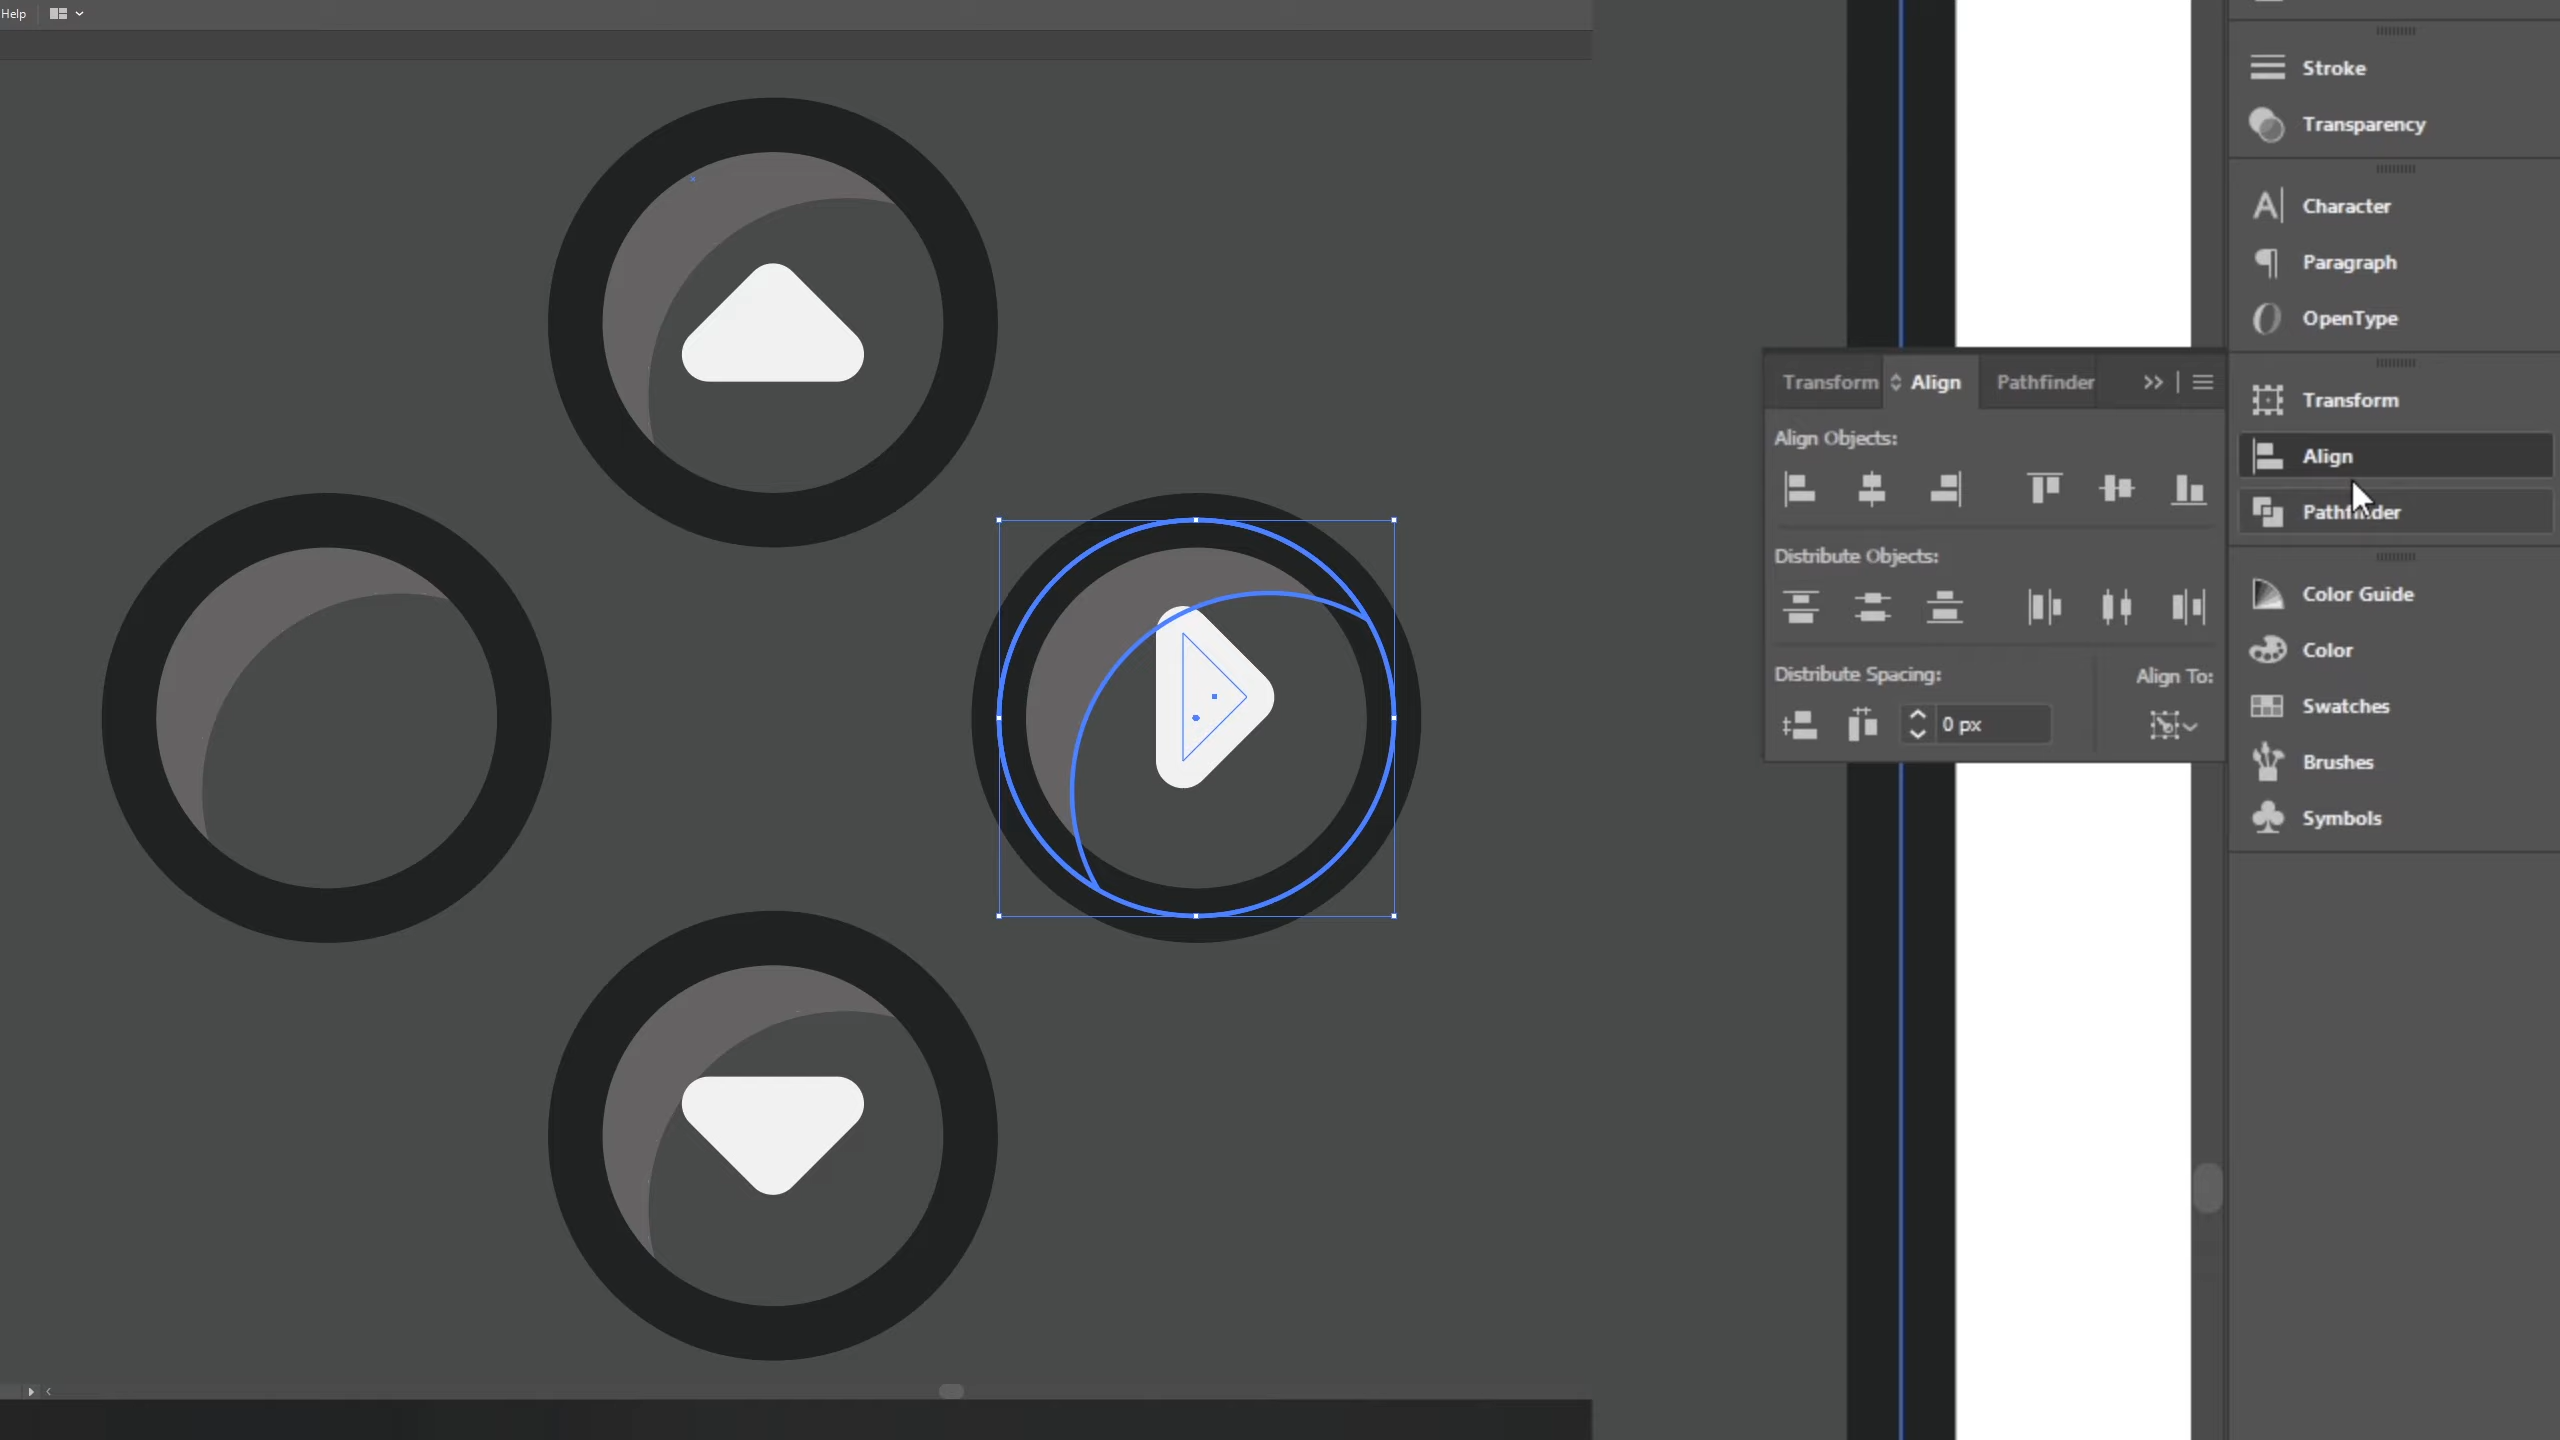 Help
Stroke
Transparency
Character
Paragraph
OpenType
Transform
Align
Pathfinder
Transform
Align
Pathfinder
Align Objects:
Distribute Objects:
Distribute Spacing:
Align To:
0 px
Color Guide
Color
Swatches
Brushes
Symbols